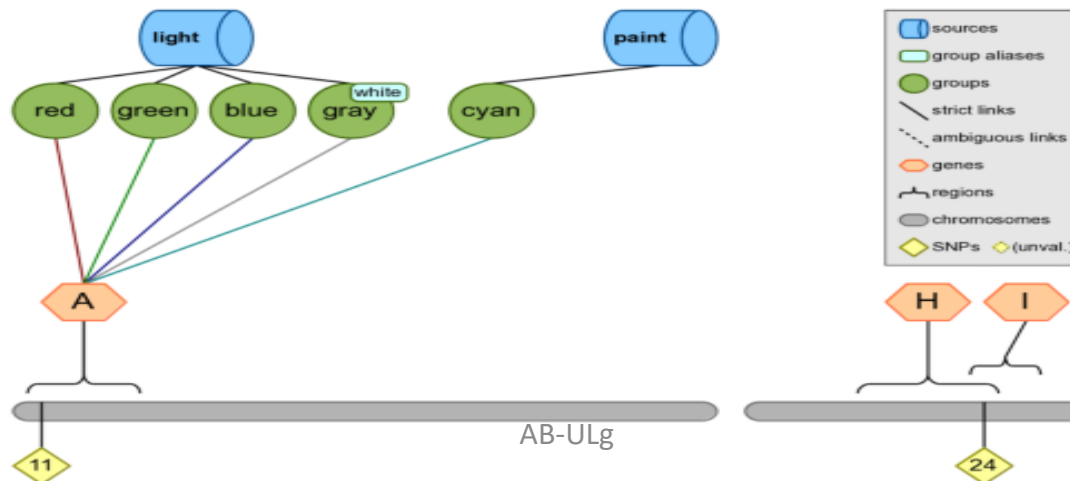 light
paint
red
green
blue
gray
white
cyan
sources
group aliases
groups
strict links
ambiguous links
genes
regions
chromosomes
SNPs (unval.)
A
H
I
AB-ULg
11
24